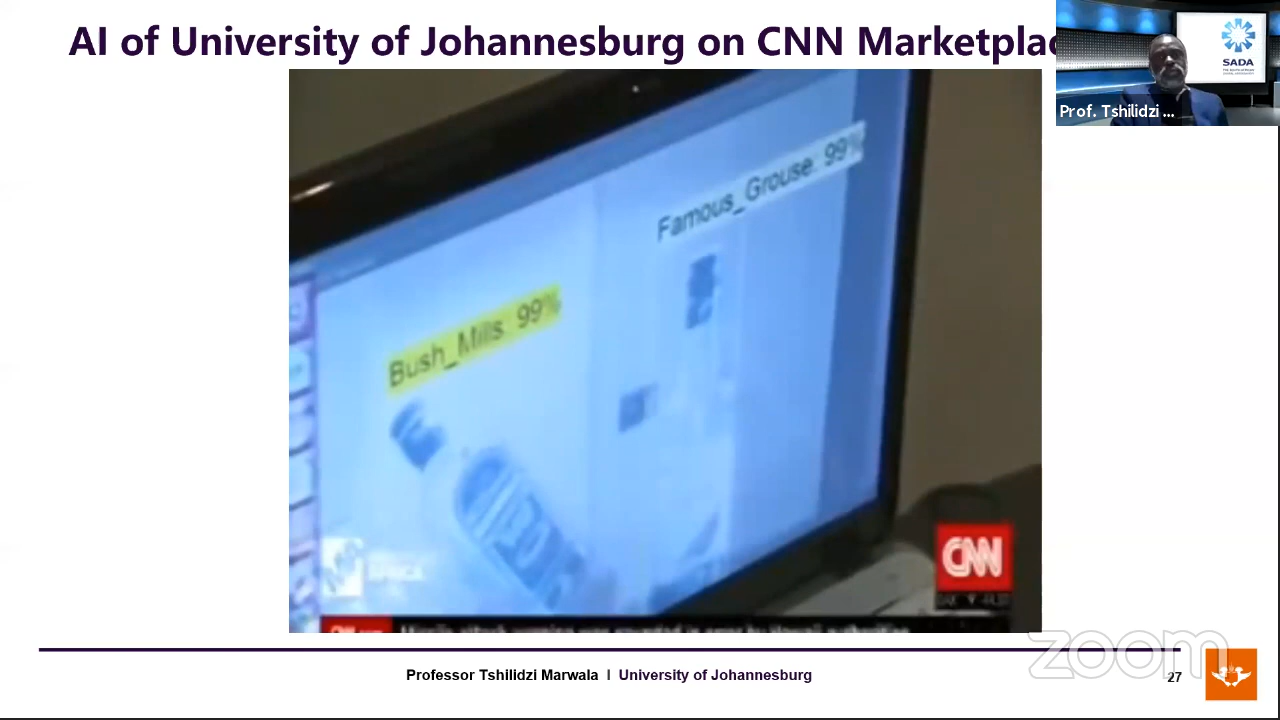 AI of University of Johannesburg on CNN Marketplac
SADA
Prof. Tshilidzi ...
Famous_Grouse: 99%
Bush_Mills: 99%
CNN
zoom
Professor Tshilidzi Marwala | University of Johannesburg
27